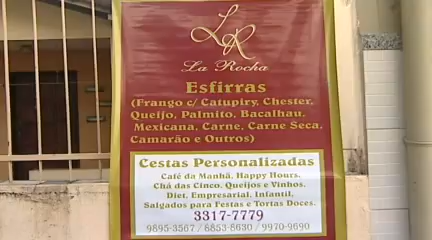 LR
La Rocha
Esfirras
(Frango c/ Catupiry, Chester,
Queijo, Palmito, Bacalhau,
Mexicana, Carne, Carne Seca,
Camarão e Outros)
Cestas Personalizadas
Café da Manhã, Happy Hours,
Chá das Cinco, Queijos e Vinhos,
Diet, Empresarial, Infantil,
Salgados para Festas e Tortas Doces.
3317-7779
9895-3567 / 8853-8630 / 9970-9690